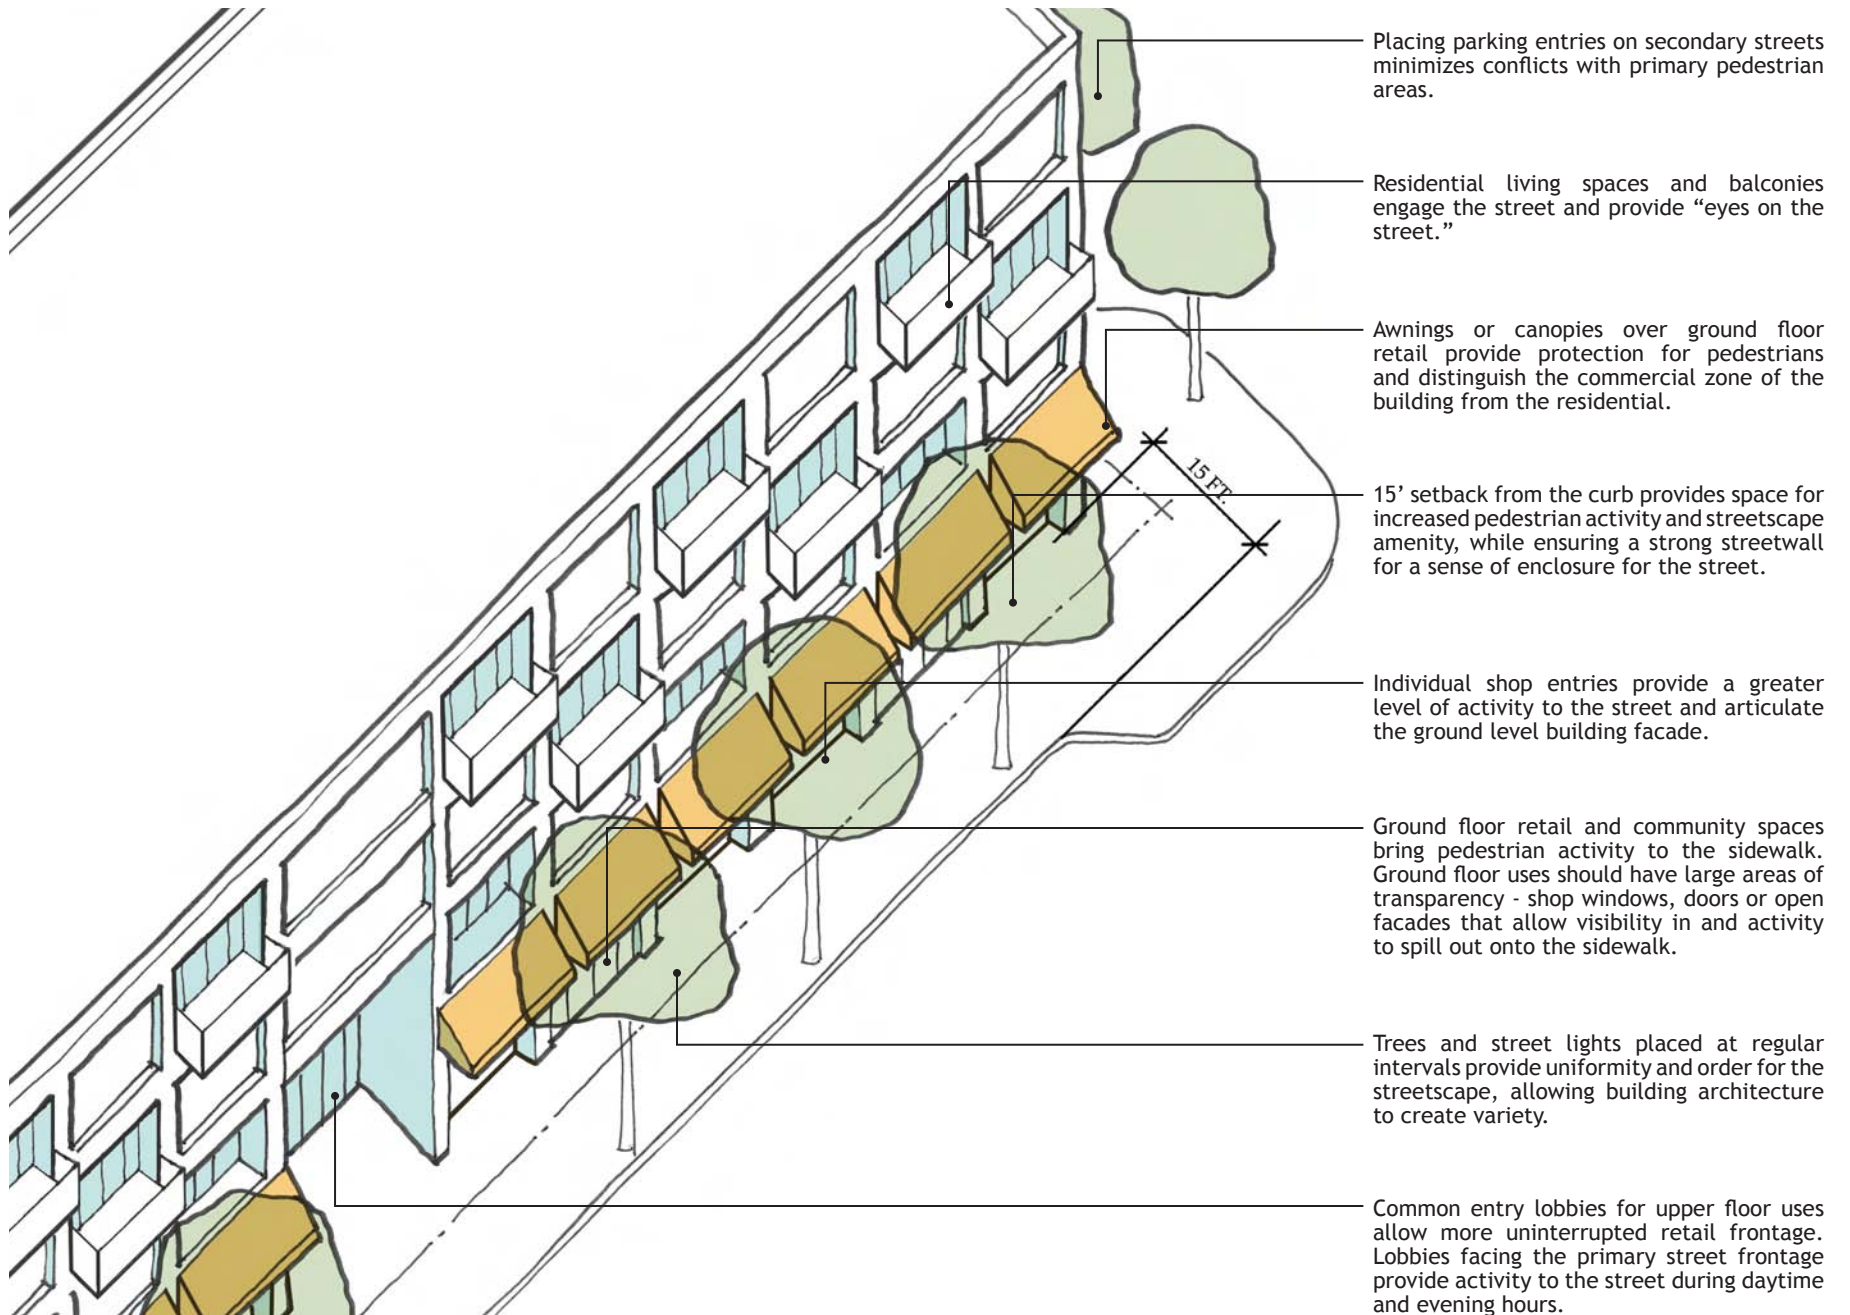 Placing parking entries on secondary streets
minimizes conflicts with primary pedestrian
areas.
Residential living spaces and balconies
engage the street and provide “eyes on the
street.”
Awnings or canopies over ground floor
retail provide protection for pedestrians
and distinguish the commercial zone of the
building from the residential.
15 FT.
15’ setback from the curb provides space for
increased pedestrian activity and streetscape
amenity, while ensuring a strong streetwall
for a sense of enclosure for the street.
Individual shop entries provide a greater
level of activity to the street and articulate
the ground level building facade.
Ground floor retail and community spaces
bring pedestrian activity to the sidewalk.
Ground floor uses should have large areas of
transparency - shop windows, doors or open
facades that allow visibility in and activity
to spill out onto the sidewalk.
Trees and street lights placed at regular
intervals provide uniformity and order for the
streetscape, allowing building architecture
to create variety.
Common entry lobbies for upper floor uses
allow more uninterrupted retail frontage.
Lobbies facing the primary street frontage
provide activity to the street during daytime
and evening hours.